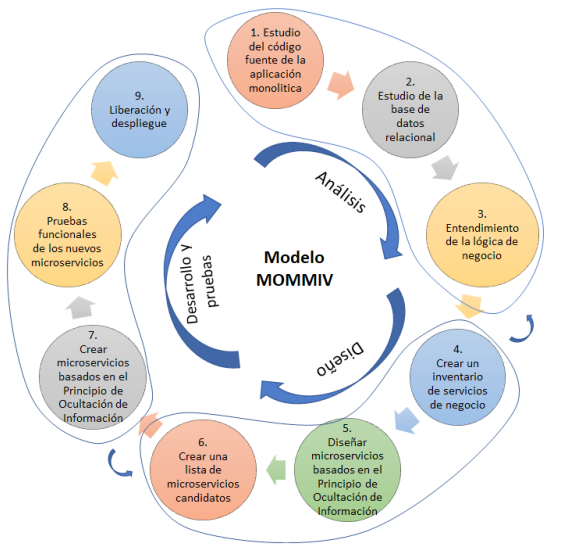 1. Estudio
del código
fuente de la
aplicación
monolitica
2.
Estudio de la
base de
datos
relacional
3.
Entendimiento
de la lógica de
negocio
4.
Crear un
inventario
de servicios
de negocio
5.
Diseñar
microservicios
basados en el
Principio de
Ocultación de
Información
6.
Crear una
lista de
microservicios
candidatos
7.
Crear
microservicios
basados en el
Principio de
Ocultación de
Información
8.
Pruebas
funcionales
de los nuevos
microservicios
9.
Liberación y
despliegue
Análisis
Diseño
Desarrollo y
pruebas
Modelo
MOMMIV